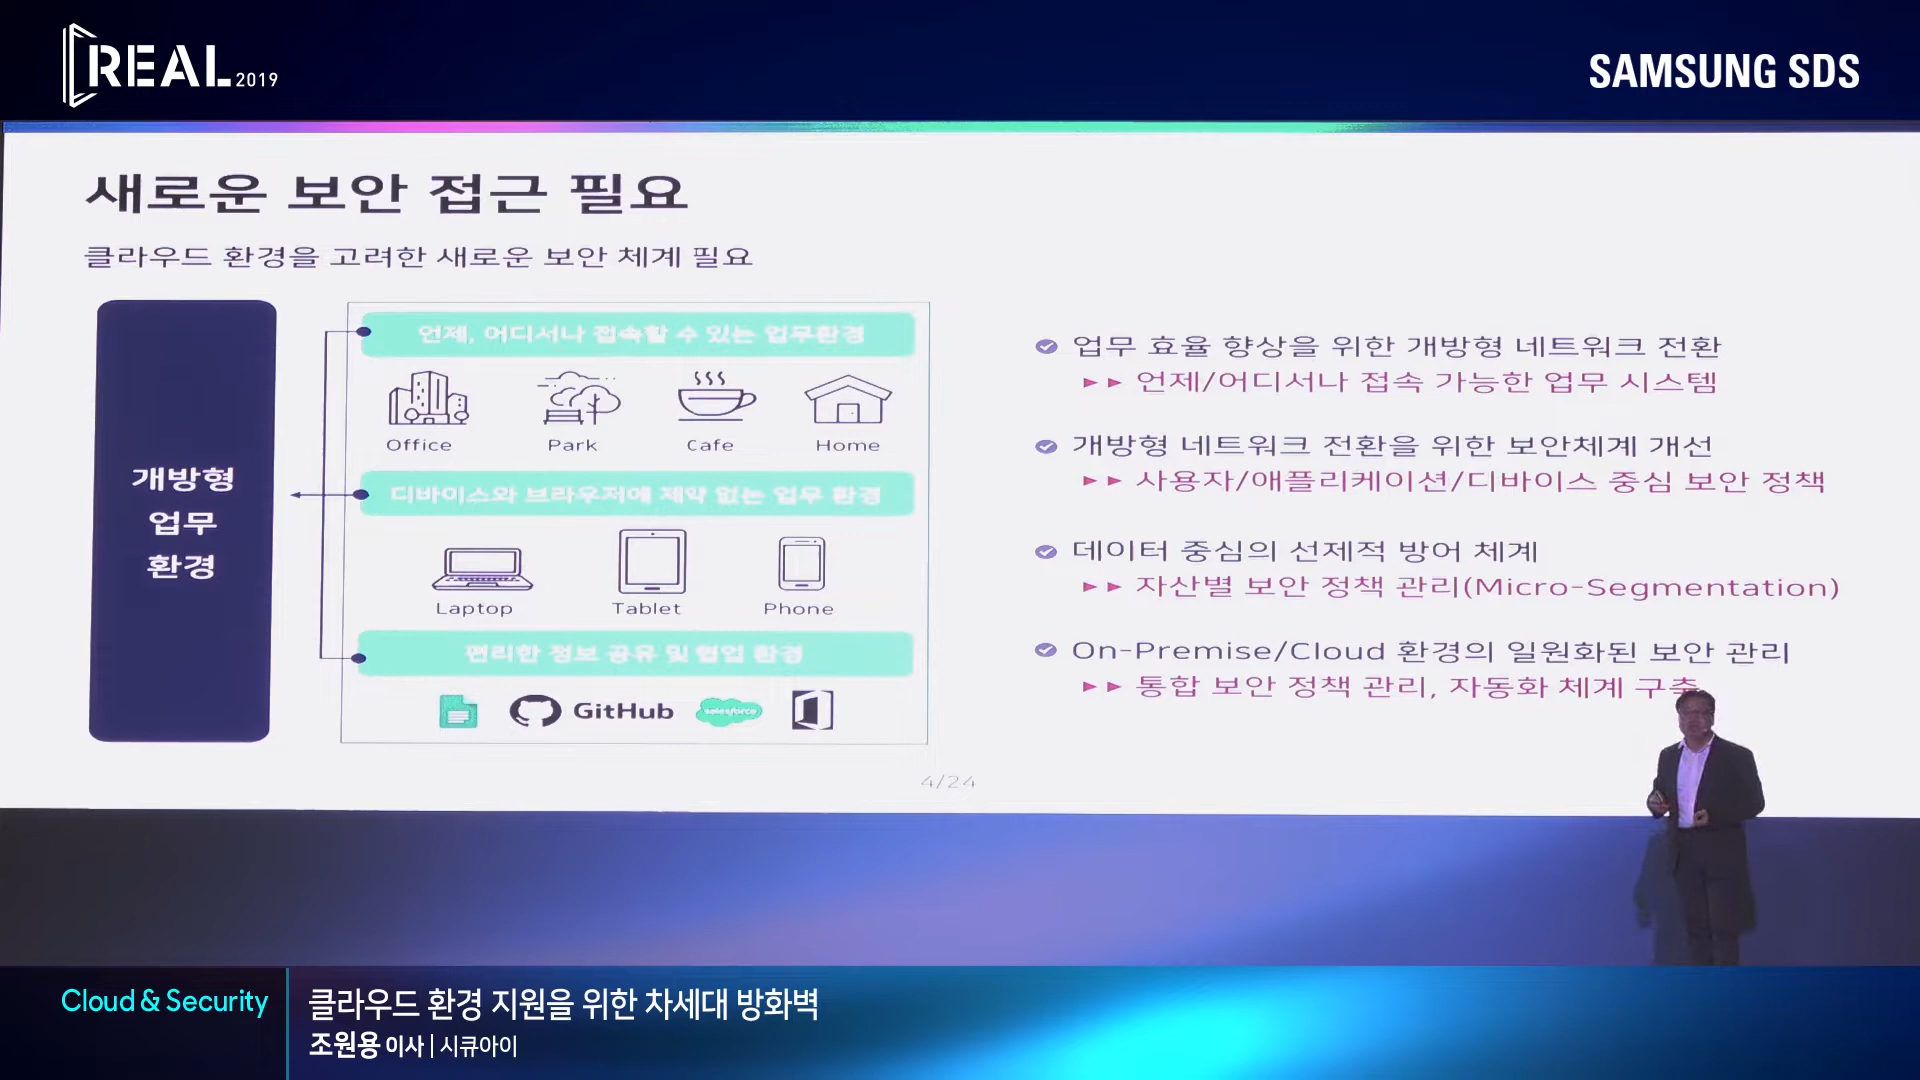 REAL 2019
SAMSUNG SDS
새로운 보안 접근 필요
클라우드 환경을 고려한 새로운 보안 체계 필요
개방형
업무
환경
언제, 어디서나 접속할 수 있는 업무환경
Office Park Cafe Home
디바이스와 브라우저에 제약 없는 업무 환경
Laptop Tablet Phone
편리한 정보 공유 및 협업 환경
GitHub salesforce
업무 효율 향상을 위한 개방형 네트워크 전환
▸▸ 언제/어디서나 접속 가능한 업무 시스템
개방형 네트워크 전환을 위한 보안체계 개선
▸▸ 사용자/애플리케이션/디바이스 중심 보안 정책
데이터 중심의 선제적 방어 체계
▸▸ 자산별 보안 정책 관리(Micro-Segmentation)
On-Premise/Cloud 환경의 일원화된 보안 관리
▸▸ 통합 보안 정책 관리, 자동화 체계 구축
4/24
Cloud & Security
클라우드 환경 지원을 위한 차세대 방화벽
조원용 이사 | 시큐아이